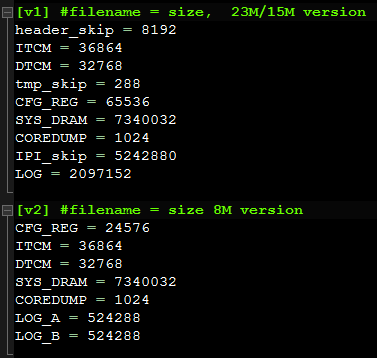 [v1] #filename = size,  23M/15M version
header_skip = 8192
ITCM = 36864
DTCM = 32768
tmp_skip = 288
CFG_REG = 65536
SYS_DRAM = 7340032
COREDUMP = 1024
IPI_skip = 5242880
LOG = 2097152
[v2] #filename = size 8M version
CFG_REG = 24576
ITCM = 36864
DTCM = 32768
SYS_DRAM = 7340032
COREDUMP = 1024
LOG_A = 524288
LOG_B = 524288